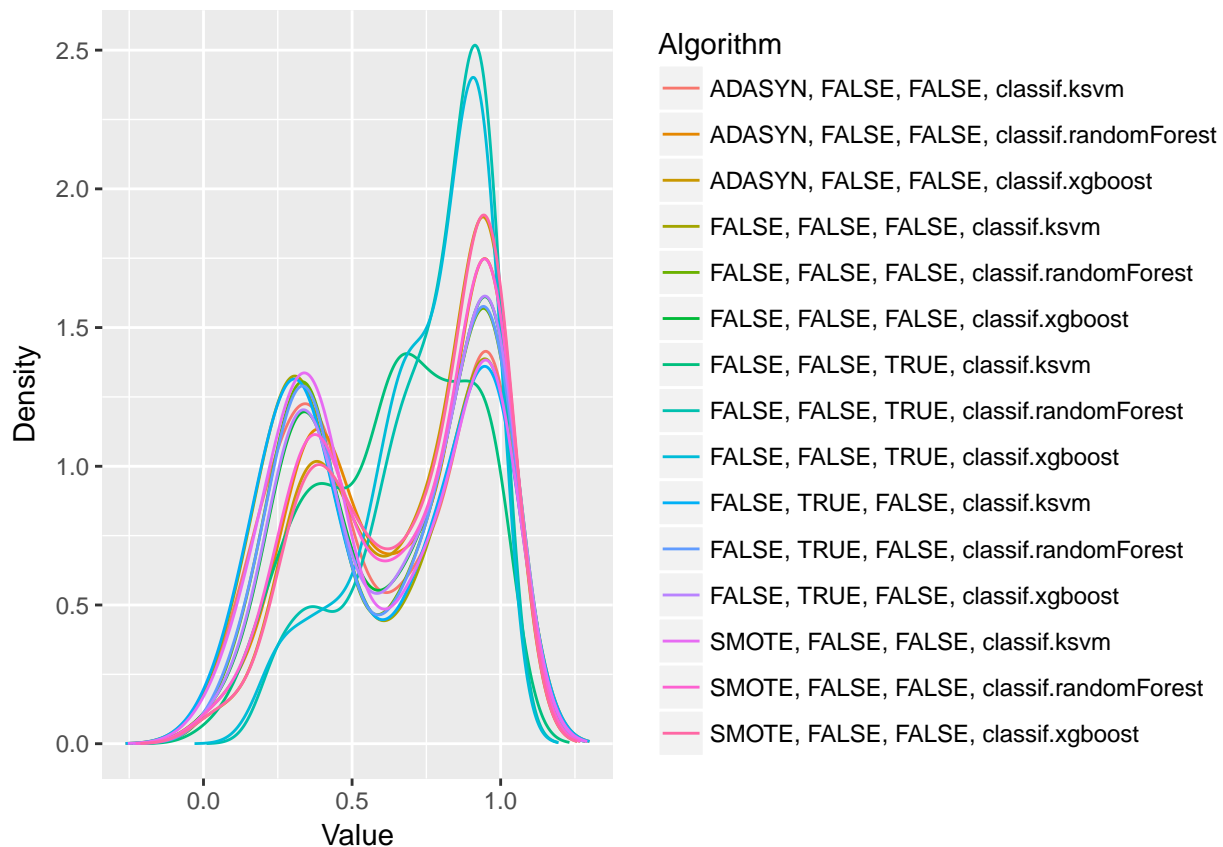 2.5
2.0
1.5
1.0
0.5
0.0
Density
0.0 0.5 1.0
Value
Algorithm
ADASYN, FALSE, FALSE, classif.ksvm
ADASYN, FALSE, FALSE, classif.randomForest
ADASYN, FALSE, FALSE, classif.xgboost
FALSE, FALSE, FALSE, classif.ksvm
FALSE, FALSE, FALSE, classif.randomForest
FALSE, FALSE, FALSE, classif.xgboost
FALSE, FALSE, TRUE, classif.ksvm
FALSE, FALSE, TRUE, classif.randomForest
FALSE, FALSE, TRUE, classif.xgboost
FALSE, TRUE, FALSE, classif.ksvm
FALSE, TRUE, FALSE, classif.randomForest
FALSE, TRUE, FALSE, classif.xgboost
SMOTE, FALSE, FALSE, classif.ksvm
SMOTE, FALSE, FALSE, classif.randomForest
SMOTE, FALSE, FALSE, classif.xgboost